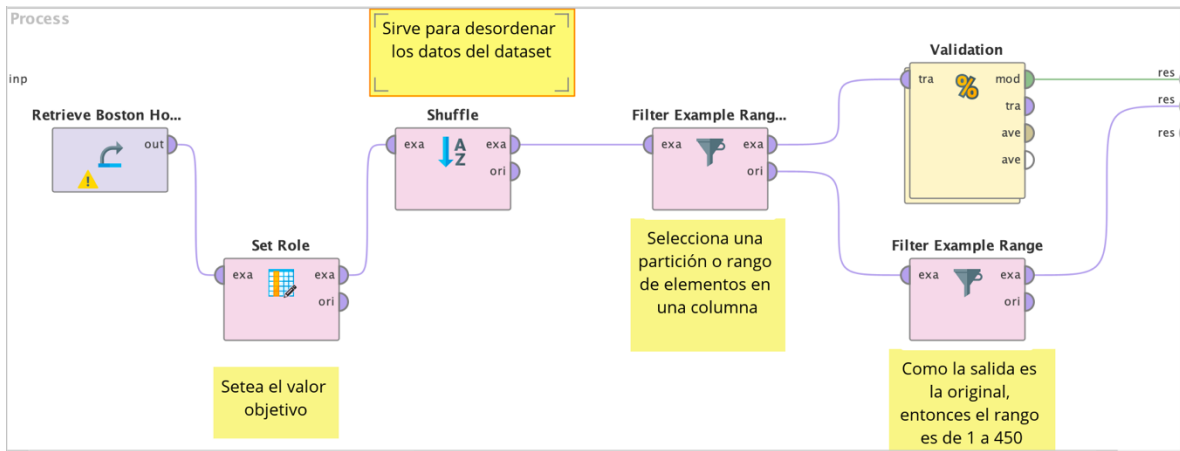 Process
Sirve para desordenar
los datos del dataset
inp
Retrieve Boston Ho...
out
Set Role
exa
exa
ori
Setea el valor
objetivo
Shuffle
exa
exa
ori
A
Z
Filter Example Rang...
exa
exa
ori
Selecciona una
partición o rango
de elementos en
una columna
Validation
tra
mod
tra
ave
ave
%
Filter Example Range
exa
exa
ori
Como la salida es
la original,
entonces el rango
es de 1 a 450
res
res
res